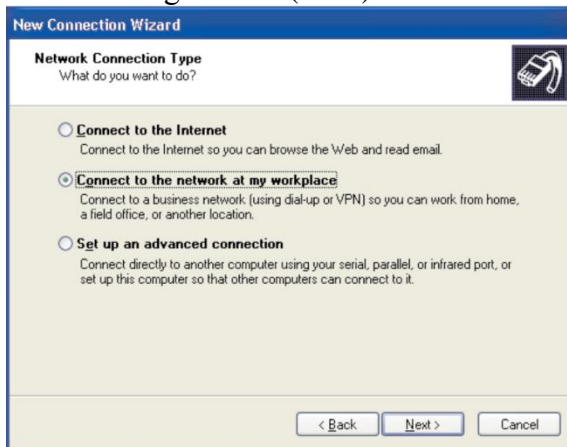 New Connection Wizard
Network Connection Type
What do you want to do?
Connect to the Internet
Connect to the Internet so you can browse the Web and read email.
Connect to the network at my workplace
Connect to a business network (using dial-up or VPN) so you can work from home,
a field office, or another location.
Set up an advanced connection
Connect directly to another computer using your serial, parallel, or infrared port, or
set up this computer so that other computers can connect to it.
< Back Next > Cancel